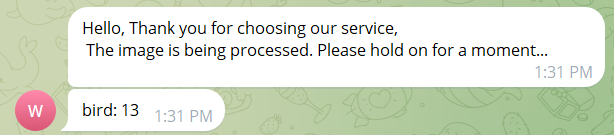 Hello, Thank you for choosing our service,
The image is being processed. Please hold on for a moment...
1:31 PM
W
bird: 13 1:31 PM